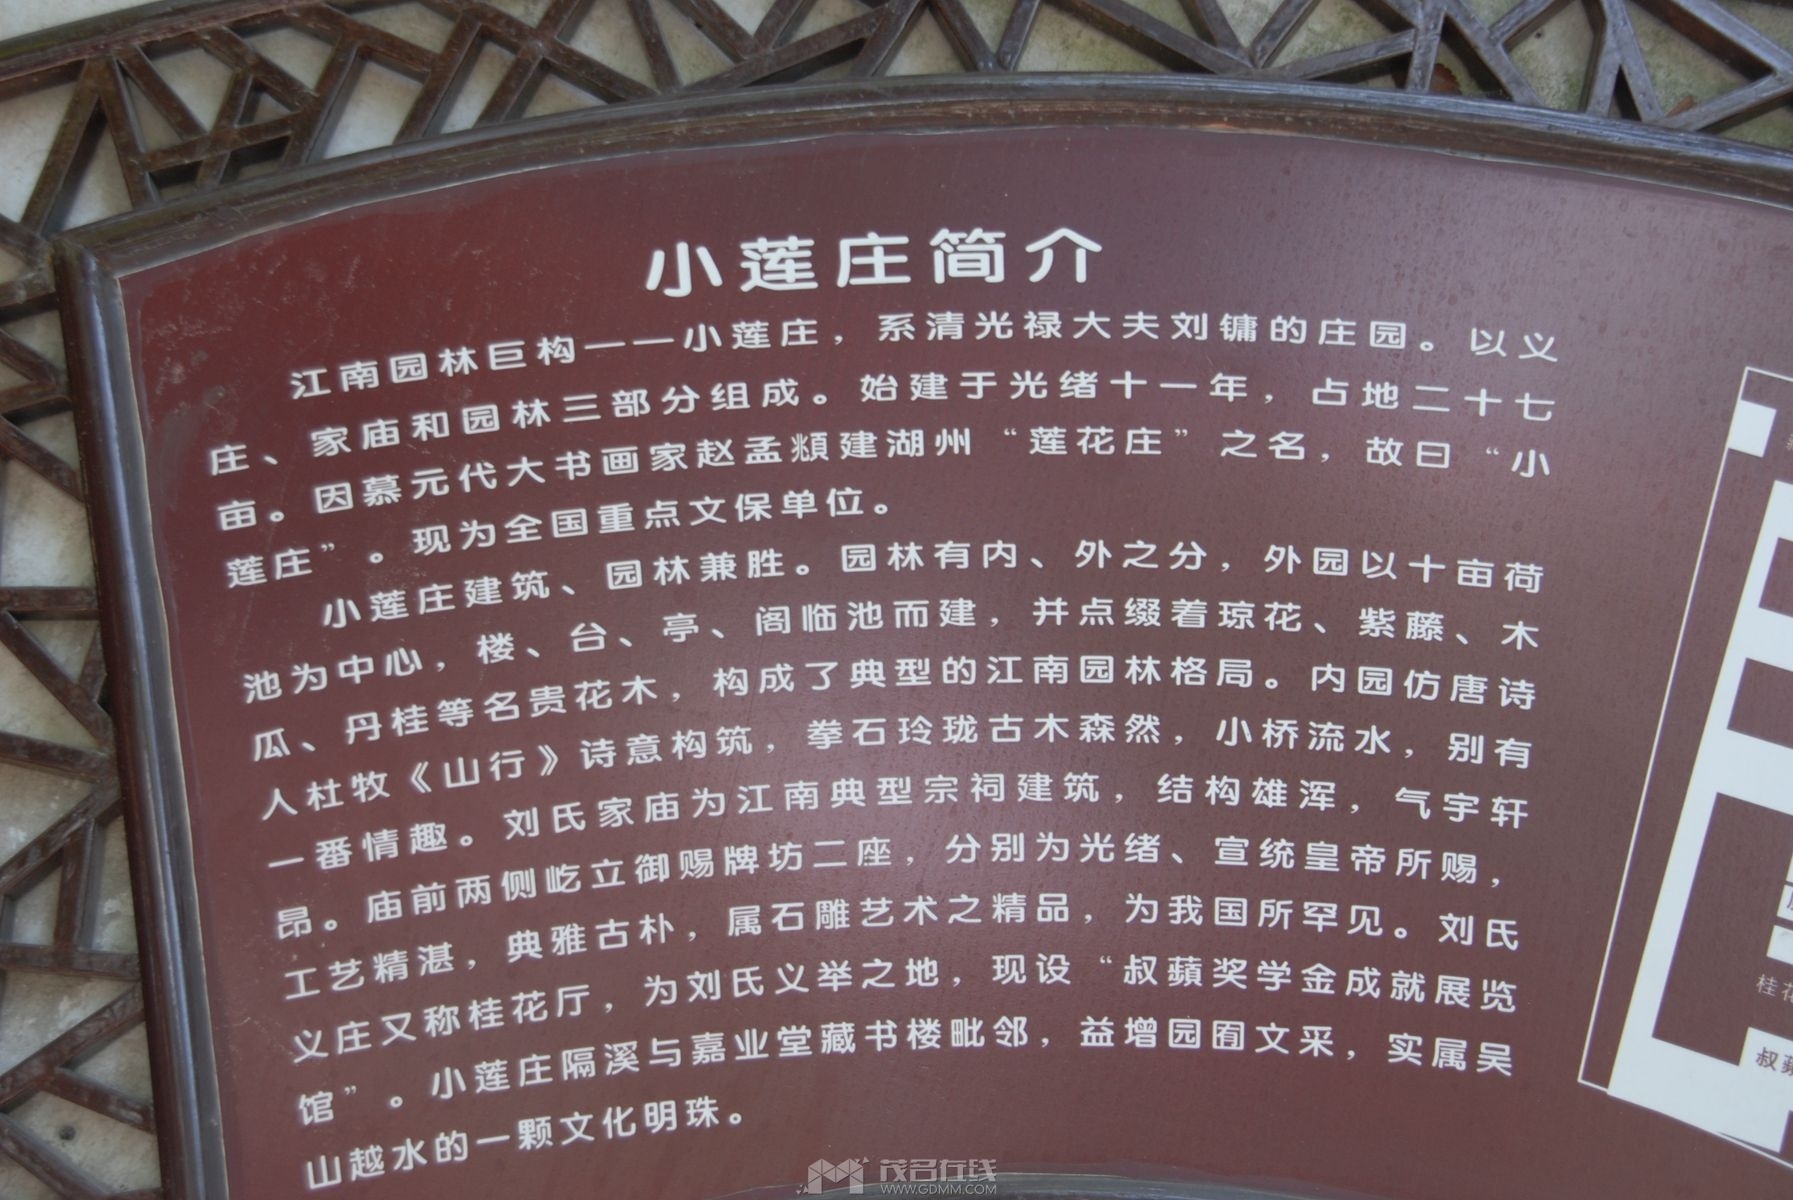 小莲庄简介
江南园林巨构——小莲庄，系清光禄大夫刘镛的庄园。以义
庄、家庙和园林三部分组成。始建于光绪十一年，占地二十七
亩。因慕元代大书画家赵孟頫建湖州“莲花庄”之名，故曰“小
莲庄”。现为全国重点文保单位。
小莲庄建筑、园林兼胜。园林有内、外之分，外园以十亩荷
池为中心，楼、台、亭、阁临池而建，并点缀着琼花、紫藤、木
瓜、丹桂等名贵花木，构成了典型的江南园林格局。内园仿唐诗
人杜牧《山行》诗意构筑，拳石玲珑古木森然，小桥流水，别有
一番情趣。刘氏家庙为江南典型宗祠建筑，结构雄浑，气宇轩
昂。庙前两侧屹立御赐牌坊二座，分别为光绪、宣统皇帝所赐，
工艺精湛，典雅古朴，属石雕艺术之精品，为我国所罕见。刘氏
义庄又称桂花厅，为刘氏义举之地，现设“叔蘋奖学金成就展览
馆”。小莲庄隔溪与嘉业堂藏书楼毗邻，益增园囿文采，实属吴
山越水的一颗文化明珠。
桂花
叔蘋
茂名在线
WWW.GDMM.COM